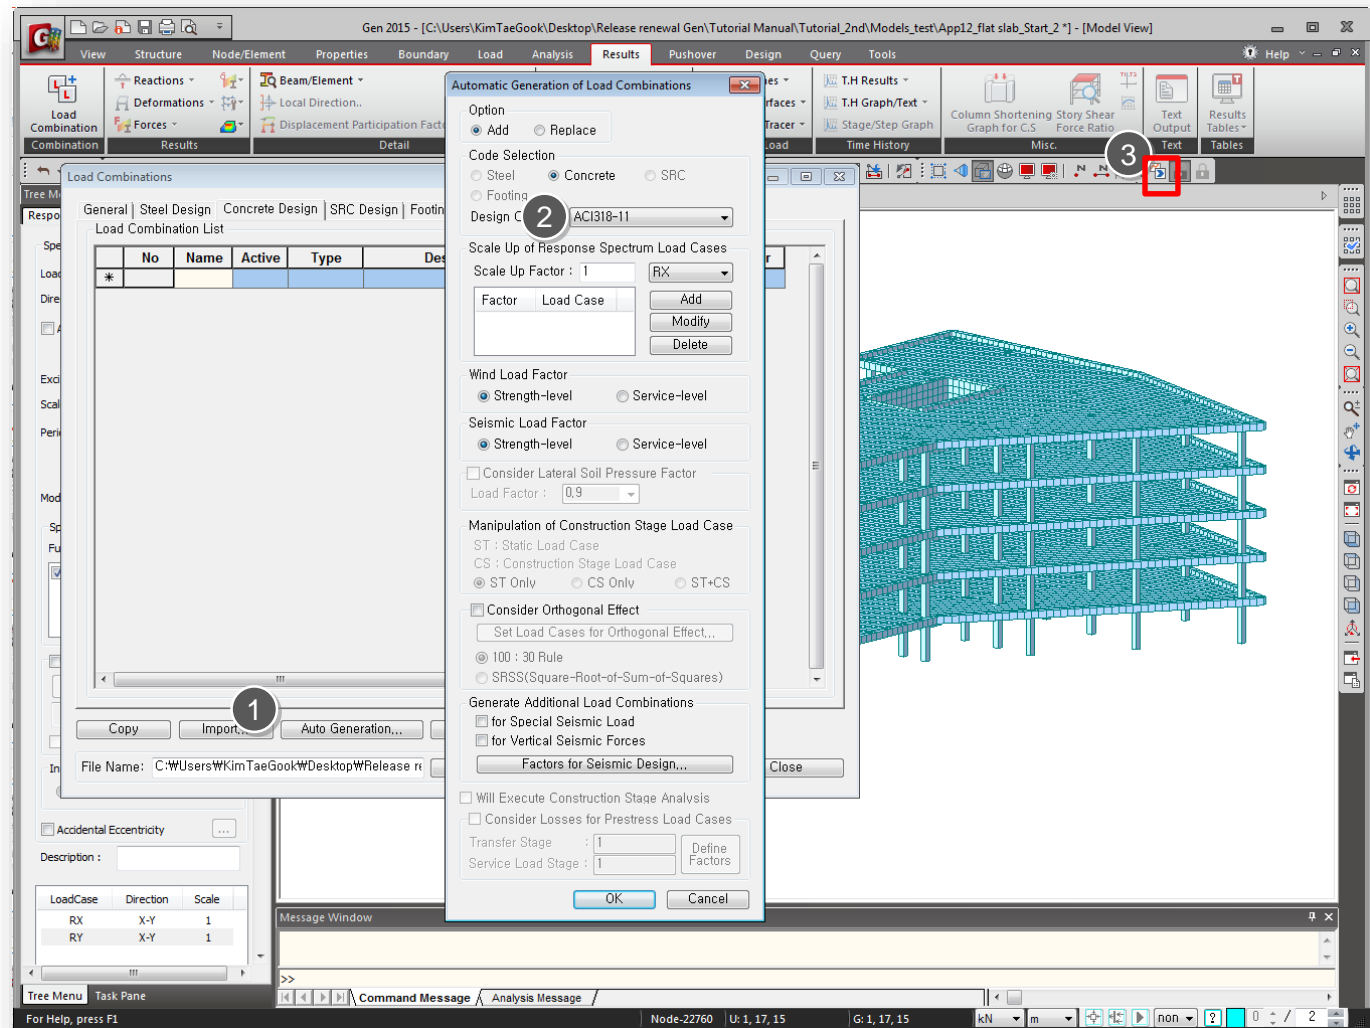 Gen 2015 - [C:\Users\KimTaeGook\Desktop\Release renewal Gen\Tutorial Manual\Tutorial_2nd\Models_test\App12_flat slab_Start_2 *] - [Model View]
View Structure Node/Element Properties Boundary Load Analysis Results Pushover Design Query Tools Help
Load Combination
Combination
Reactions
Deformations
Forces
Results
Beam/Element
Local Direction..
Displacement Participation Facto
Detail
T.H Results
T.H Graph/Text
Stage/Step Graph
Time History
Column Shortening Graph for C.S
Story Shear Force Ratio
Misc.
Text Output
Text
Results Tables
Tables
3
Load Combinations
General Steel Design Concrete Design SRC Design Footin
Load Combination List
No Name Active Type Des
*
1
Copy Import... Auto Generation...
File Name: C:₩Users₩KimTaeGook₩Desktop₩Release re
Close
Automatic Generation of Load Combinations
Option
Add Replace
Code Selection
Steel Concrete SRC
Footing
2
Design C ACI318-11
Scale Up of Response Spectrum Load Cases
Scale Up Factor : 1 RX
Factor Load Case
Add
Modify
Delete
Wind Load Factor
Strength-level Service-level
Seismic Load Factor
Strength-level Service-level
Consider Lateral Soil Pressure Factor
Load Factor : 0,9
Manipulation of Construction Stage Load Case
ST : Static Load Case
CS : Construction Stage Load Case
ST Only CS Only ST+CS
Consider Orthogonal Effect
Set Load Cases for Orthogonal Effect,,,
100 : 30 Rule
SRSS(Square-Root-of-Sum-of-Squares)
Generate Additional Load Combinations
for Special Seismic Load
for Vertical Seismic Forces
Factors for Seismic Design,,,
Will Execute Construction Stage Analysis
Consider Losses for Prestress Load Cases
Transfer Stage : 1
Service Load Stage : 1
Define Factors
OK Cancel
Accidental Eccentricity ...
Description :
LoadCase Direction Scale
RX X-Y 1
RY X-Y 1
Tree Menu Task Pane
Message Window
>>
Command Message Analysis Message
For Help, press F1
Node-22760 U: 1, 17, 15 G: 1, 17, 15 kN m non ? 0 / 2